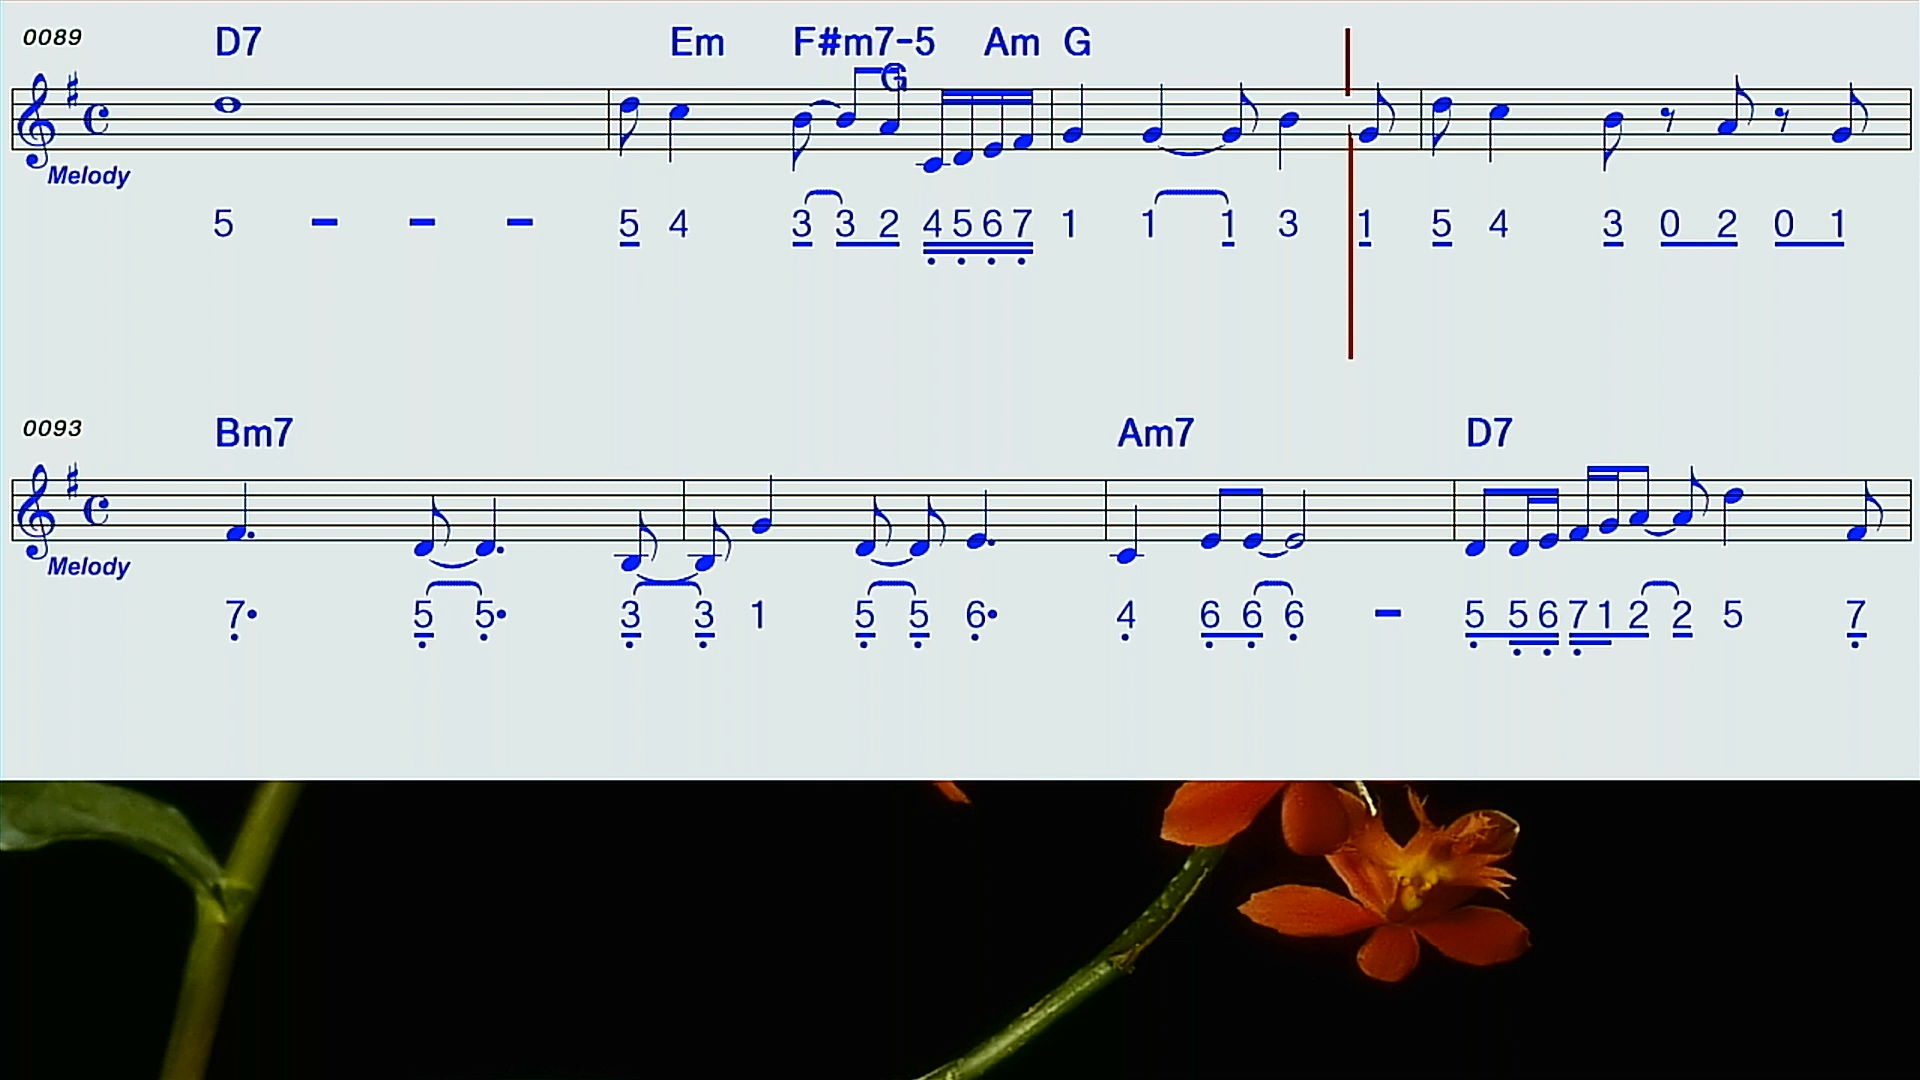 0089 D7 Em F#m7-5 G Am G
Melody
5 - - - 5 4 3 3 2 4 5 6 7 1 1 1 3 1 5 4 3 0 2 0 1
0093 Bm7 Am7 D7
Melody
7• 5 5• 3 3 1 5 5 6• 4 6 6 6 - 5 5 6 7 1 2 2 5 7